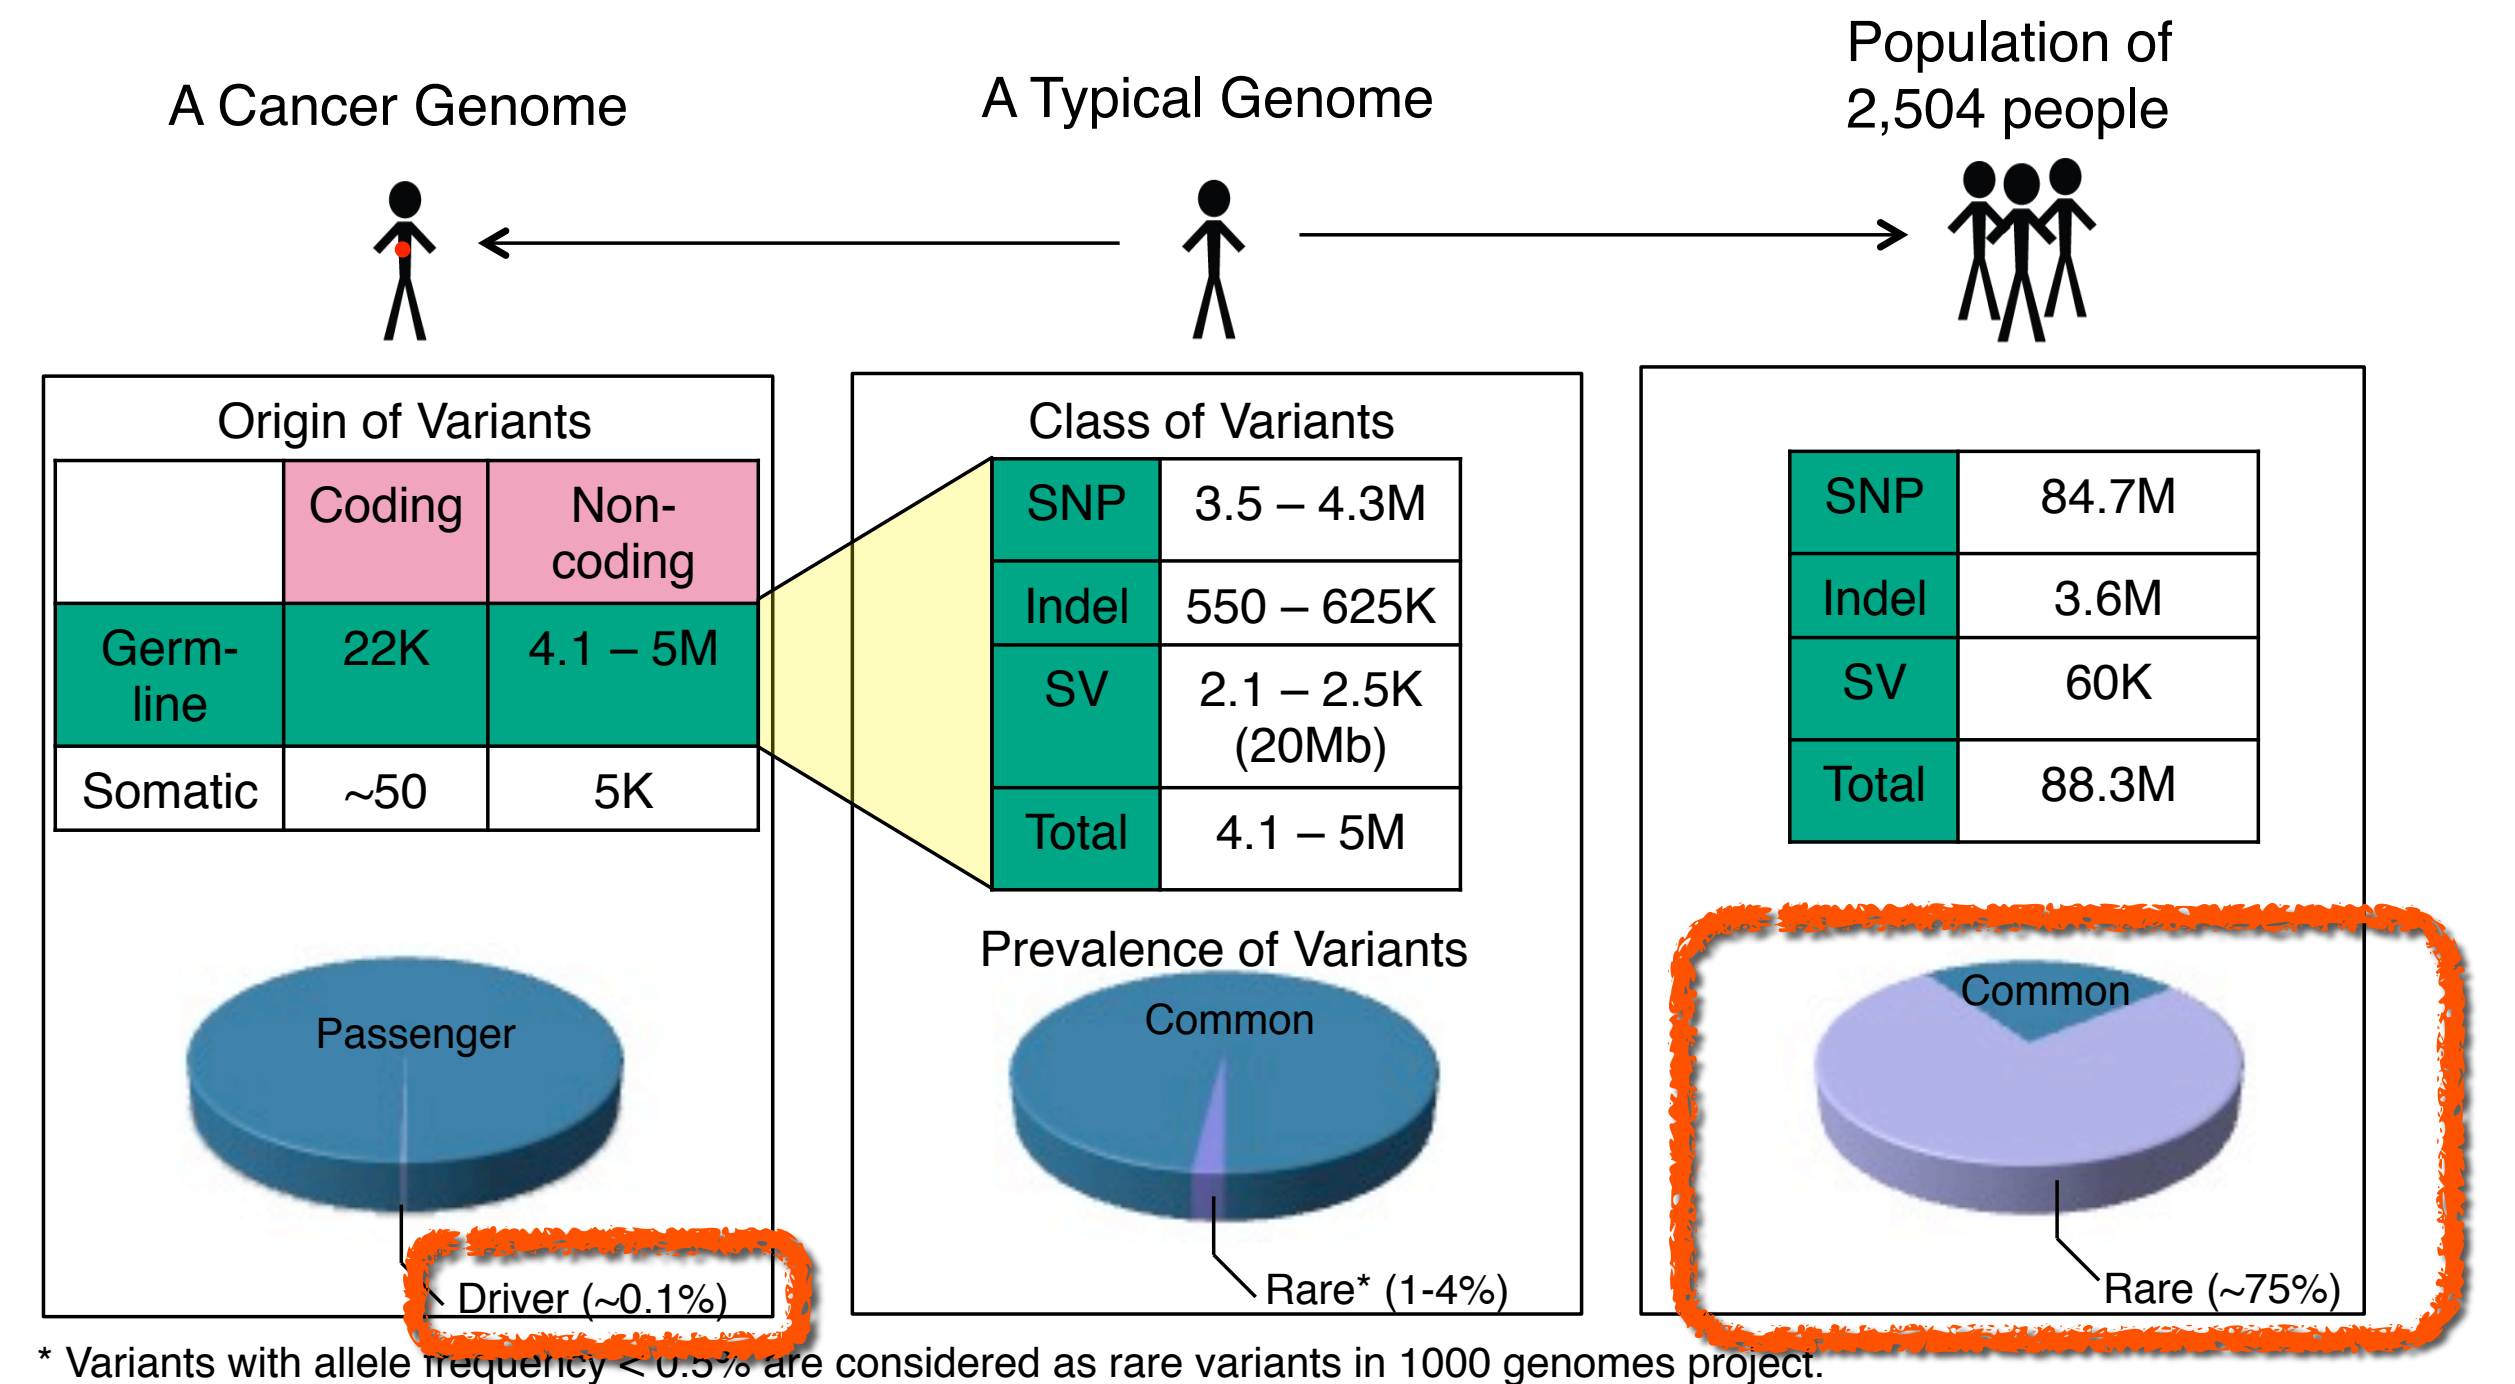 A Cancer Genome
A Typical Genome
Population of
2,504 people
Origin of Variants
Coding
Non-
coding
Germ-
line
22K
4.1 – 5M
Somatic
~50
5K
Passenger
Driver (~0.1%)
Class of Variants
SNP
3.5 – 4.3M
Indel
550 – 625K
SV
2.1 – 2.5K
(20Mb)
Total
4.1 – 5M
Prevalence of Variants
Common
Rare* (1-4%)
SNP
84.7M
Indel
3.6M
SV
60K
Total
88.3M
Common
Rare (~75%)
* Variants with allele frequency < 0.5% are considered as rare variants in 1000 genomes project.